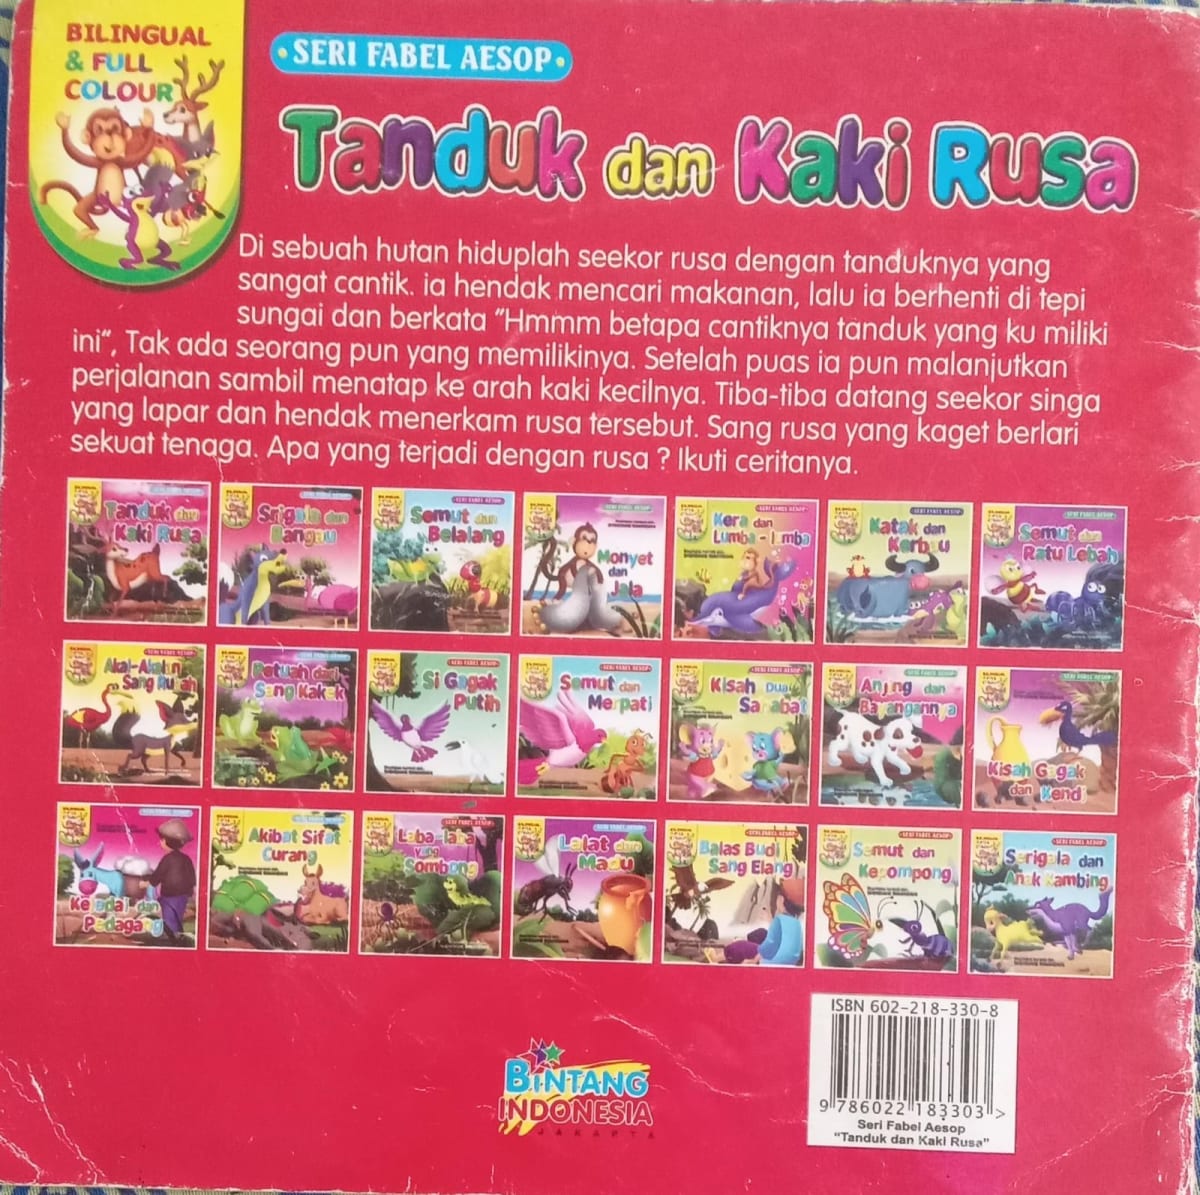 BILINGUAL
& FULL
COLOUR
• SERI FABEL AESOP •
Tanduk dan Kaki Rusa
Di sebuah hutan hiduplah seekor rusa dengan tanduknya yang
sangat cantik. ia hendak mencari makanan, lalu ia berhenti di tepi
sungai dan berkata "Hmmm betapa cantiknya tanduk yang ku miliki
ini", Tak ada seorang pun yang memilikinya. Setelah puas ia pun malanjutkan
perjalanan sambil menatap ke arah kaki kecilnya. Tiba-tiba datang seekor singa
yang lapar dan hendak menerkam rusa tersebut. Sang rusa yang kaget berlari
sekuat tenaga. Apa yang terjadi dengan rusa ? Ikuti ceritanya.
Tanduk dan
Kaki Rusa
Srigala dan
Bangau
Semut dan
Belalang
Monyet
dan
Jala
Kera dan
Lumba - lumba
Katak dan
Kerbau
Semut dan
Ratu Lebah
Akal-Akalan
Sang Rubah
Petuah dari
Sang Kakek
Si Gagak
Putih
Semut dan
Merpati
Kisah Dua
Sahabat
Anjing dan
Bayangannya
Kisah Gagak
dan Kendi
Keledai dan
Pedagang
Akibat Sifat
Curang
Laba-laba
yang
Sombong
Lalat dan
Madu
Balas Budi
Sang Elang
Semut dan
Kepompong
Serigala dan
Anak Kambing
ISBN 602-218-330-8
9 786022 183303 >
Seri Fabel Aesop
"Tanduk dan Kaki Rusa"
BINTANG
INDONESIA
JAKARTA